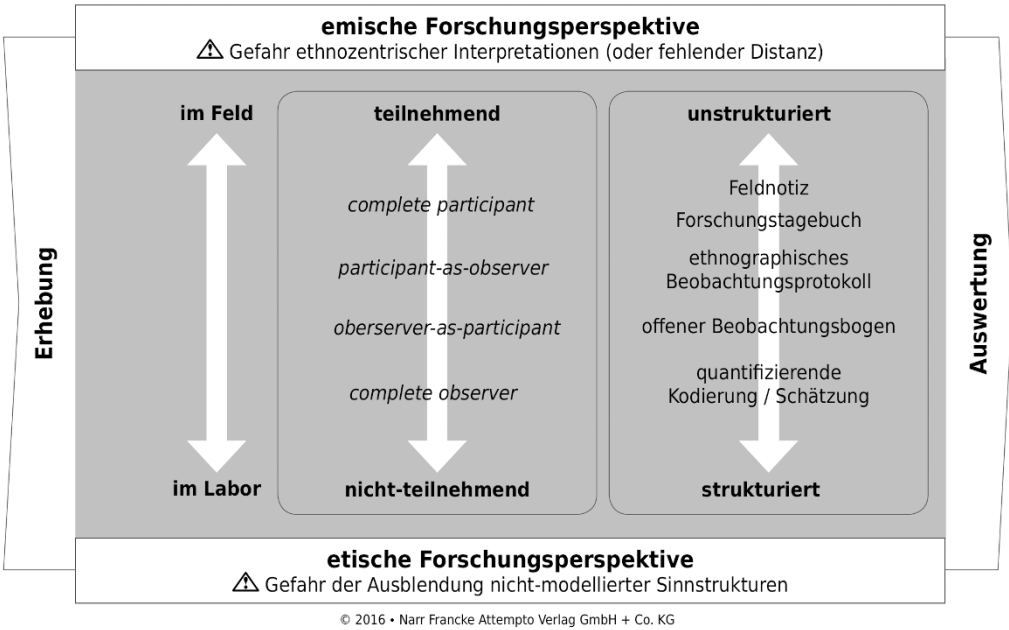 emische Forschungsperspektive
⚠ Gefahr ethnozentrischer Interpretationen (oder fehlender Distanz)
Erhebung
im Feld
im Labor
teilnehmend
complete participant
participant-as-observer
oberserver-as-participant
complete observer
nicht-teilnehmend
unstrukturiert
Feldnotiz
Forschungstagebuch
ethnographisches
Beobachtungsprotokoll
offener Beobachtungsbogen
quantifizierende
Kodierung / Schätzung
strukturiert
Auswertung
etische Forschungsperspektive
⚠ Gefahr der Ausblendung nicht-modellierter Sinnstrukturen
© 2016 • Narr Francke Attempto Verlag GmbH + Co. KG